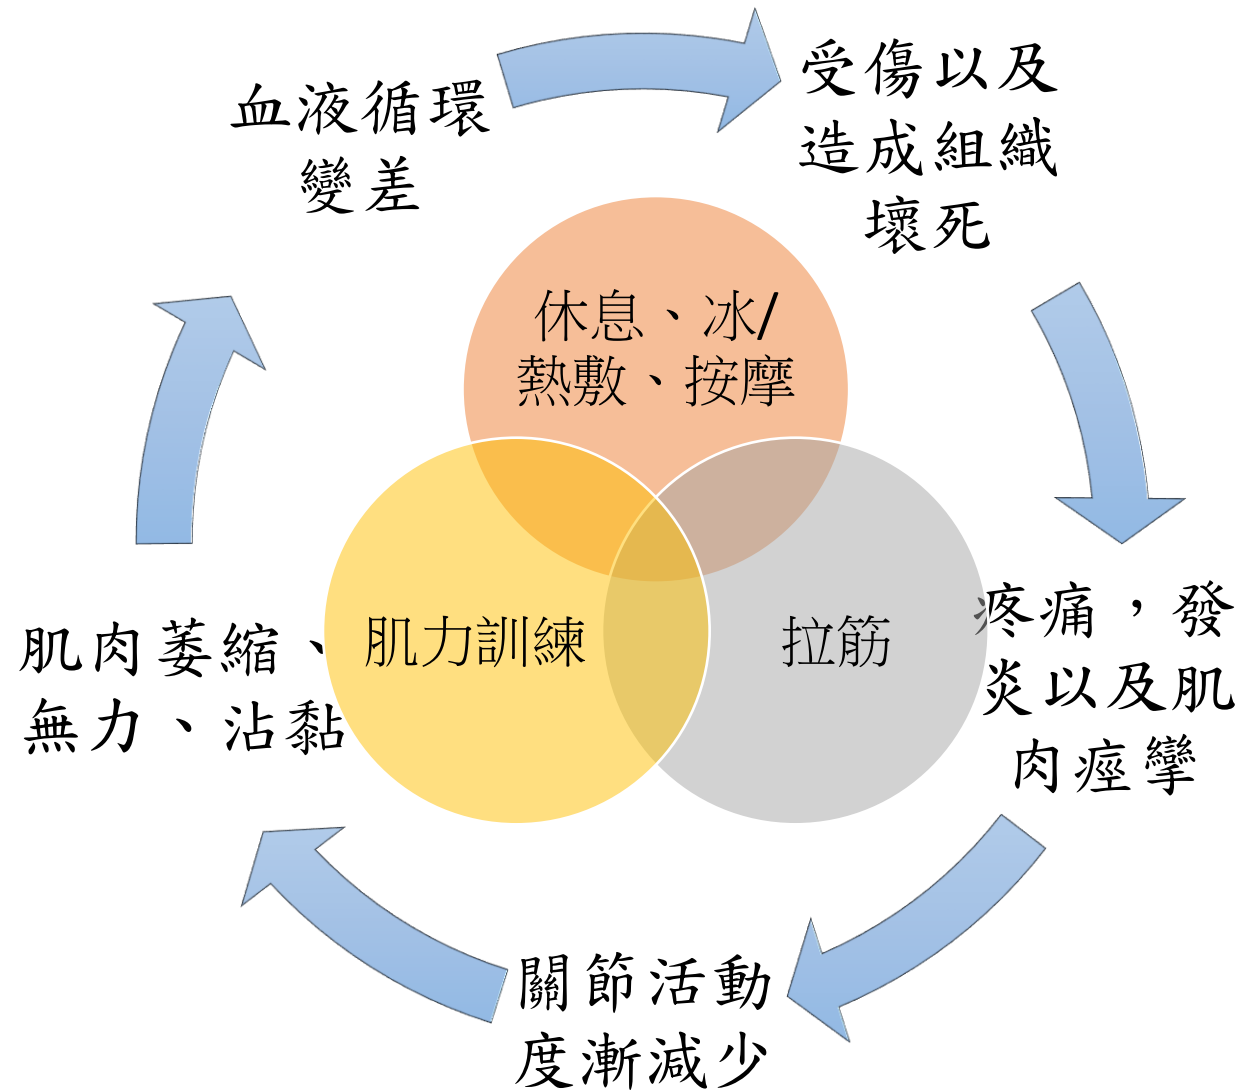 血液循環
變差
受傷以及
造成組織
壞死
休息、冰/
熱敷、按摩
肌力訓練
拉筋
疼痛，發
炎以及肌
肉痙攣
關節活動
度漸減少
肌肉萎縮、
無力、沾黏